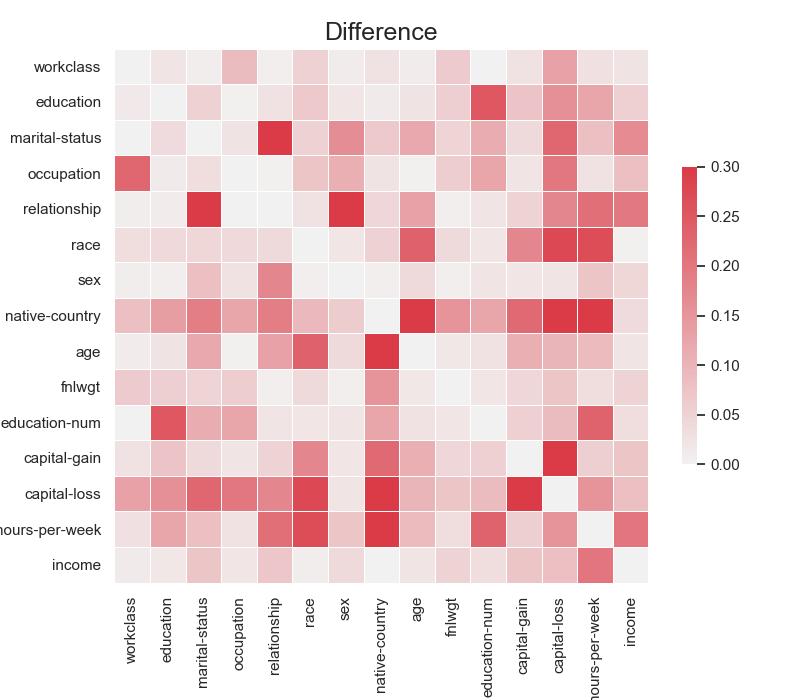 Difference
workclass
education
marital-status
occupation
relationship
race
sex
native-country
age
fnlwgt
education-num
capital-gain
capital-loss
hours-per-week
income
0.30
0.25
0.20
0.15
0.10
0.05
0.00
workclass
education
marital-status
occupation
relationship
race
sex
native-country
age
fnlwgt
education-num
capital-gain
capital-loss
hours-per-week
income